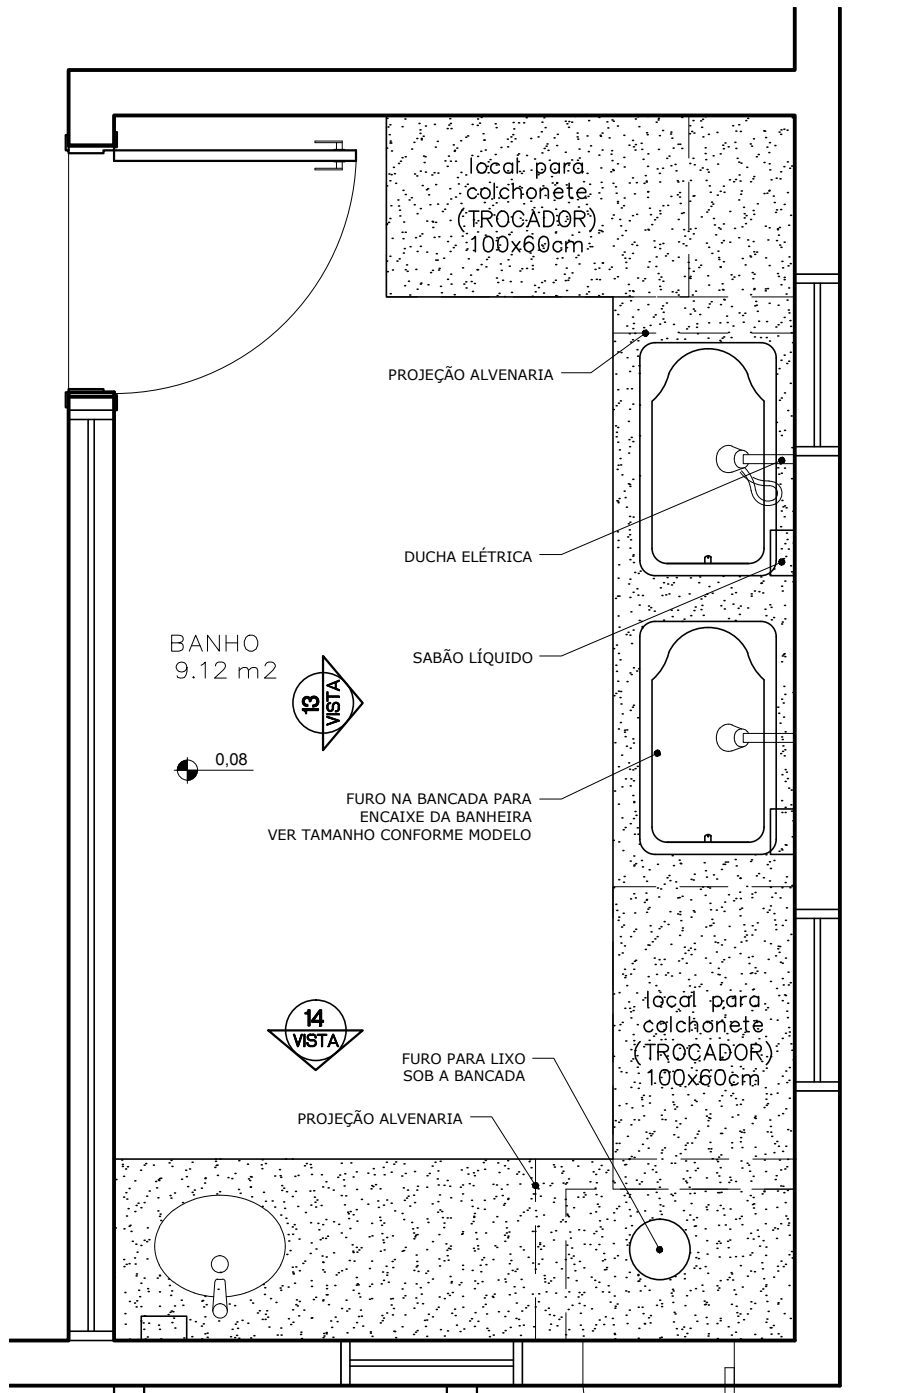 local para
colchonete
(TROCADOR)
100x60cm
PROJEÇÃO ALVENARIA
DUCHA ELÉTRICA
SABÃO LÍQUIDO
BANHO
9.12 m2
13
VISTA
0,08
FURO NA BANCADA PARA
ENCAIXE DA BANHEIRA
VER TAMANHO CONFORME MODELO
local para
colchonete
(TROCADOR)
100x60cm
14
VISTA
FURO PARA LIXO
SOB A BANCADA
PROJEÇÃO ALVENARIA